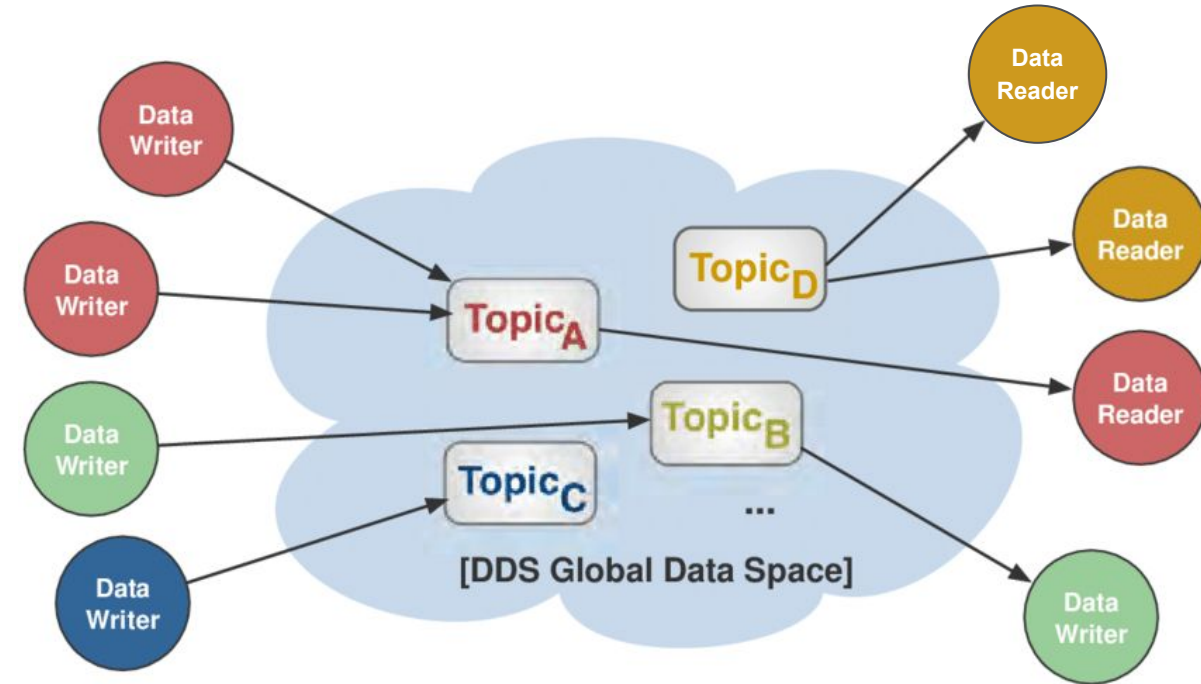 Data
Writer
Data
Writer
Data
Writer
Data
Writer
TopicA
TopicD
TopicB
TopicC
...
[DDS Global Data Space]
Data
Reader
Data
Reader
Data
Reader
Data
Writer